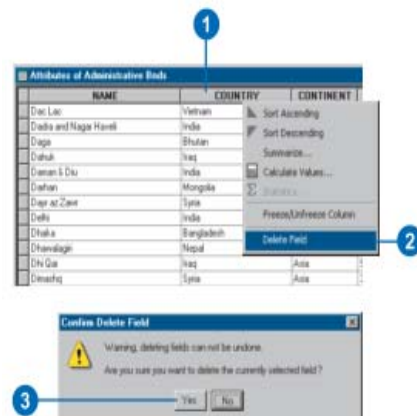 1
Attributes of Administrative Bnds
NAME COUNTRY CONTINENT
Dac Lac Vietnam
Dadra and Nagar Haveli India
Daga Bhutan
Dahuk Iraq
Daman & Diu India
Darhan Mongolia
Dayr az Zawr Syria
Delhi India
Dhaka Bangladesh
Dhawalagiri Nepal
Dhi Qar Iraq Asia
Dimashq Syria Asia
Sort Ascending
Sort Descending
Summarize...
Calculate Values...
Σ Statistics...
Freeze/Unfreeze Column
Delete Field
2
Confirm Delete Field
Warning, deleting fields can not be undone.
Are you sure you want to delete the currently selected field?
3
Yes No